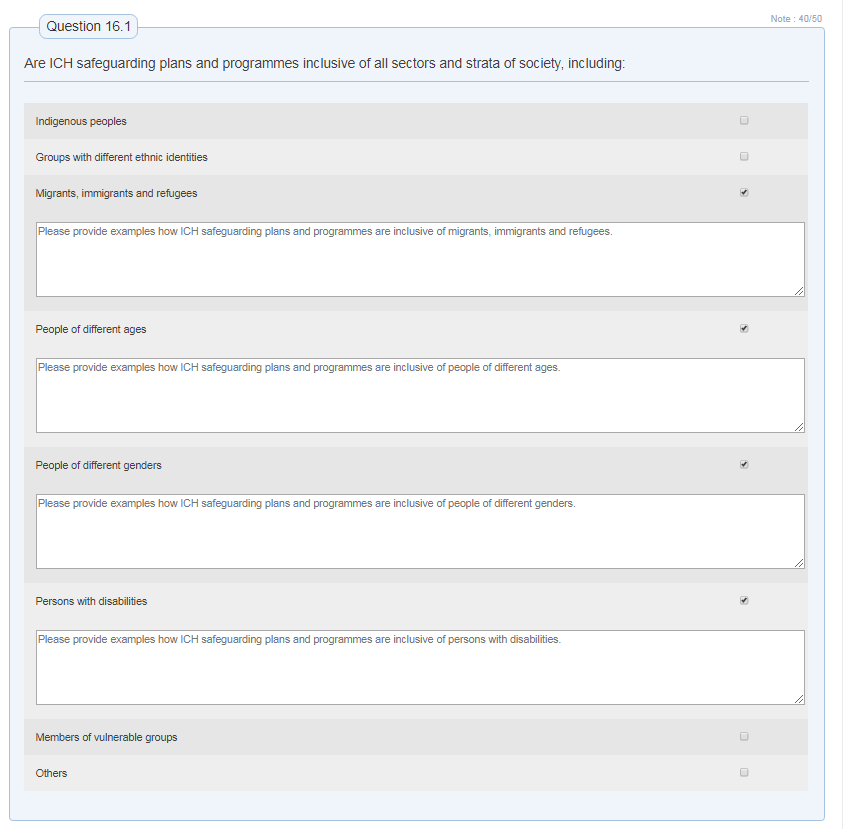 Note : 40/50
Question 16.1
Are ICH safeguarding plans and programmes inclusive of all sectors and strata of society, including:
Indigenous peoples
Groups with different ethnic identities
Migrants, immigrants and refugees
Please provide examples how ICH safeguarding plans and programmes are inclusive of migrants, immigrants and refugees.
People of different ages
Please provide examples how ICH safeguarding plans and programmes are inclusive of people of different ages.
People of different genders
Please provide examples how ICH safeguarding plans and programmes are inclusive of people of different genders.
Persons with disabilities
Please provide examples how ICH safeguarding plans and programmes are inclusive of persons with disabilities.
Members of vulnerable groups
Others